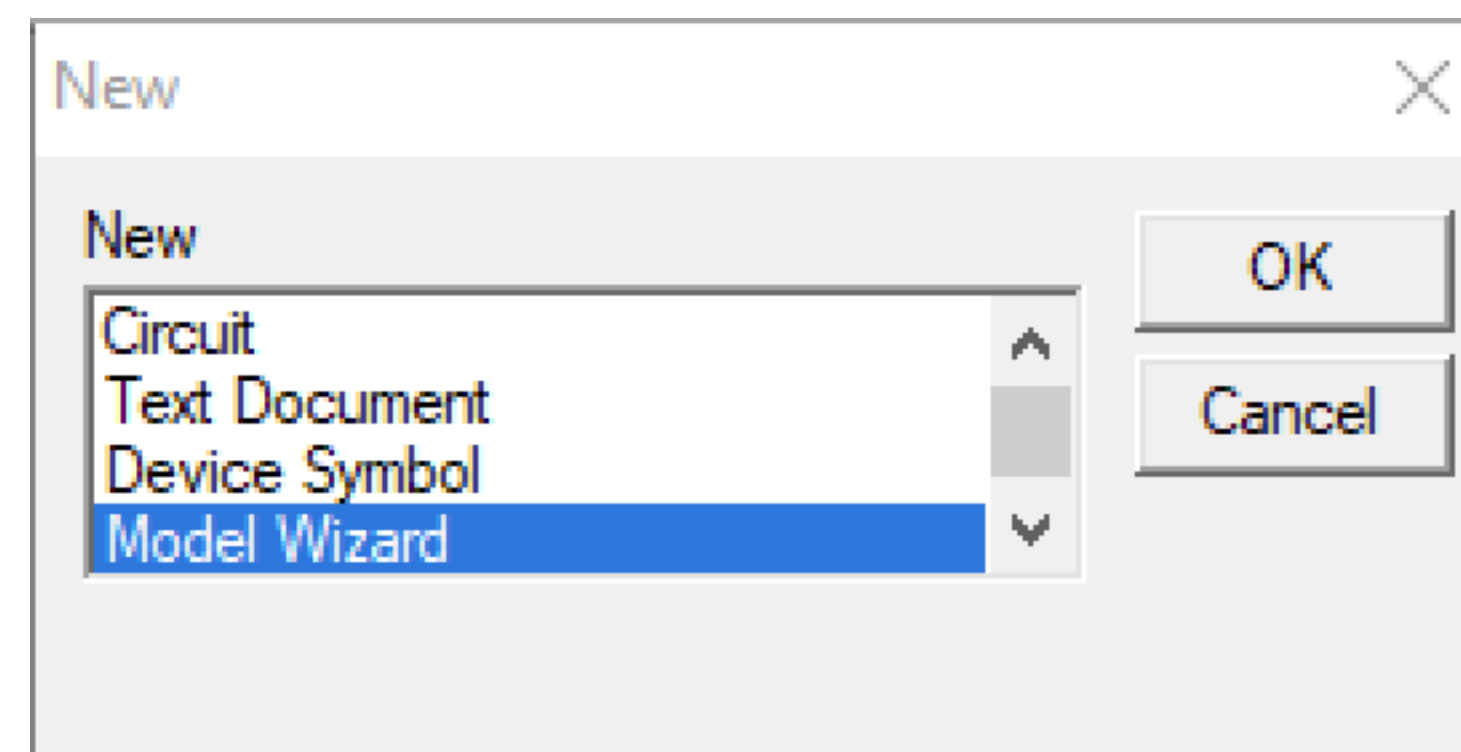 New
New
Circuit
Text Document
Device Symbol
Model Wizard
OK
Cancel